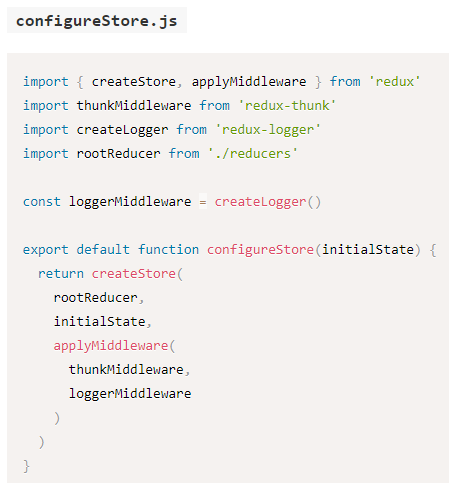 configureStore.js
import { createStore, applyMiddleware } from 'redux'
import thunkMiddleware from 'redux-thunk'
import createLogger from 'redux-logger'
import rootReducer from './reducers'
const loggerMiddleware = createLogger()
export default function configureStore(initialState) {
return createStore(
rootReducer,
initialState,
applyMiddleware(
thunkMiddleware,
loggerMiddleware
)
)
}